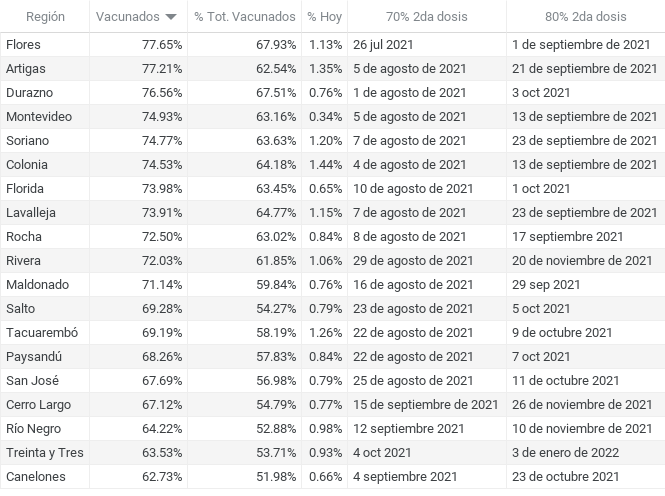 Región Vacunados % Tot. Vacunados % Hoy 70% 2da dosis 80% 2da dosis
Flores 77.65% 67.93% 1.13% 26 jul 2021 1 de septiembre de 2021
Artigas 77.21% 62.54% 1.35% 5 de agosto de 2021 21 de septiembre de 2021
Durazno 76.56% 67.51% 0.76% 1 de agosto de 2021 3 oct 2021
Montevideo 74.93% 63.16% 0.34% 5 de agosto de 2021 13 de septiembre de 2021
Soriano 74.77% 63.63% 1.20% 7 de agosto de 2021 23 de septiembre de 2021
Colonia 74.53% 64.18% 1.44% 4 de agosto de 2021 13 de septiembre de 2021
Florida 73.98% 63.45% 0.65% 10 de agosto de 2021 1 oct 2021
Lavalleja 73.91% 64.77% 1.15% 7 de agosto de 2021 23 de septiembre de 2021
Rocha 72.50% 63.02% 0.84% 8 de agosto de 2021 17 septiembre 2021
Rivera 72.03% 61.85% 1.06% 29 de agosto de 2021 20 de noviembre de 2021
Maldonado 71.14% 59.84% 0.76% 16 de agosto de 2021 29 sep 2021
Salto 69.28% 54.27% 0.79% 23 de agosto de 2021 5 oct 2021
Tacuarembó 69.19% 58.19% 1.26% 22 de agosto de 2021 9 de octubre 2021
Paysandú 68.26% 57.83% 0.84% 22 de agosto de 2021 7 oct 2021
San José 67.69% 56.98% 0.79% 25 de agosto de 2021 11 de octubre 2021
Cerro Largo 67.12% 54.79% 0.77% 15 de septiembre de 2021 26 de noviembre de 2021
Río Negro 64.22% 52.88% 0.98% 12 septiembre 2021 10 de noviembre de 2021
Treinta y Tres 63.53% 53.71% 0.93% 4 oct 2021 3 de enero de 2022
Canelones 62.73% 51.98% 0.66% 4 septiembre 2021 23 de octubre 2021